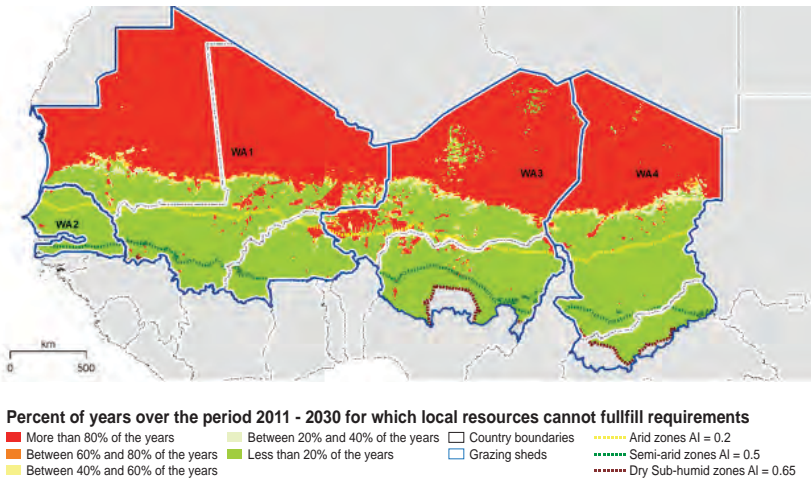 WA1
WA3
WA4
WA2
km
0 500
Percent of years over the period 2011 - 2030 for which local resources cannot fullfill requirements
More than 80% of the years
Between 60 and 80% of the years
Between 40 and 60% of the years
Between 20% and 40% of the years
Less than 20% of the years
Country boundaries
Grazing sheds
Arid zones AI = 0.2
Semi-arid zones AI = 0.5
Dry Sub-humid zones AI = 0.65